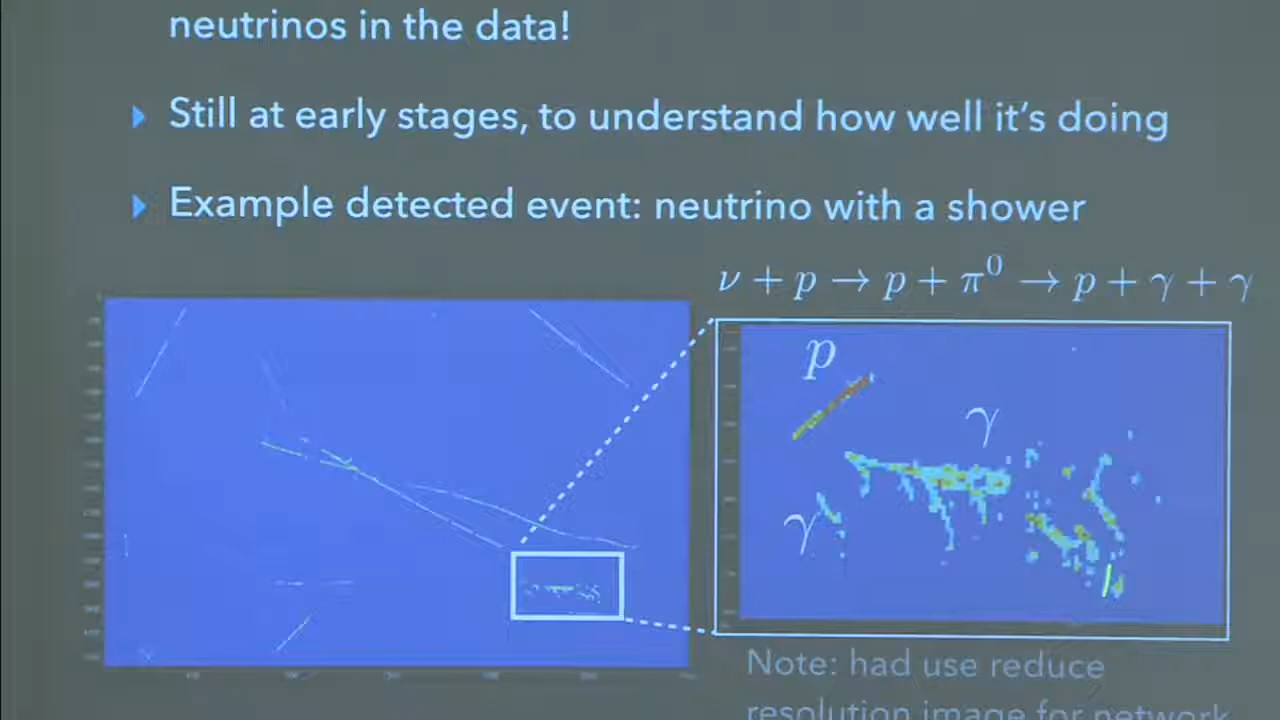 neutrinos in the data!
Still at early stages, to understand how well it's doing
Example detected event: neutrino with a shower
ν + p → p + π⁰ → p + γ + γ
p
γ
γ
Note: had use reduce
resolution image for network